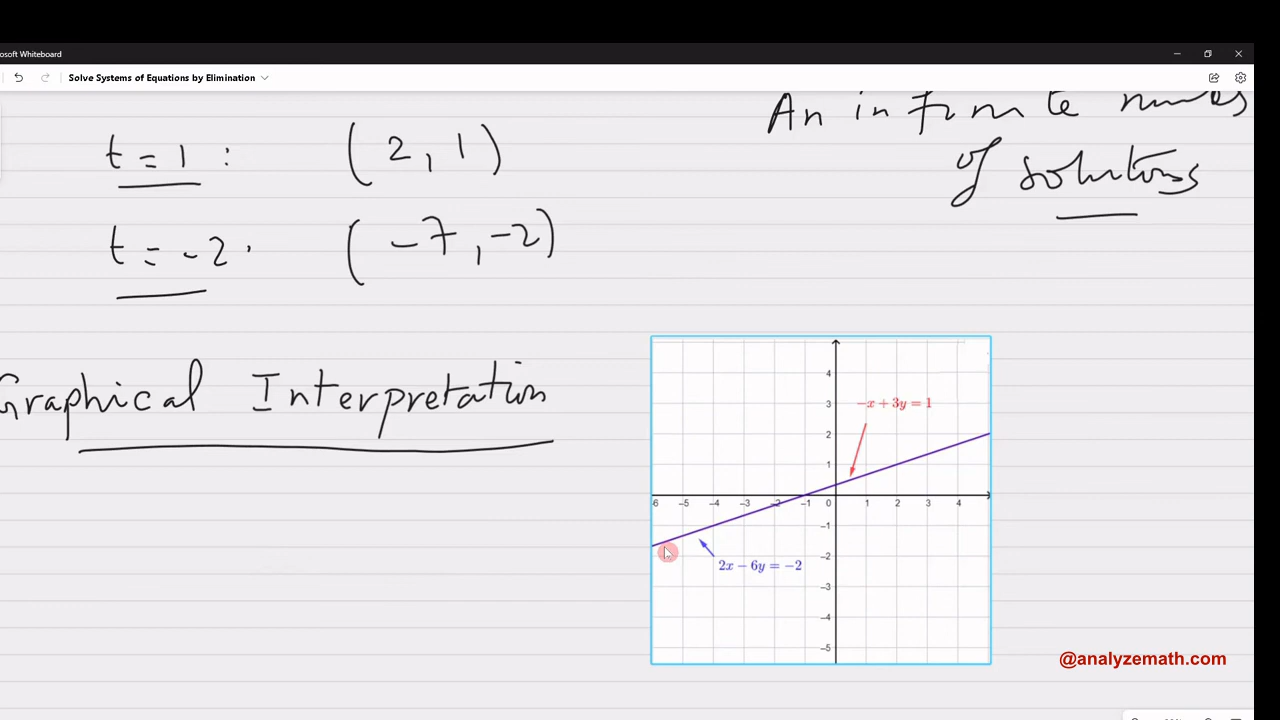 osoft Whiteboard
Solve Systems of Equations by Elimination
An infinite
of solutions
t = 1 : (2, 1)
t = -2. (-7, -2)
Graphical Interpretation
4
3
2
1
-x + 3y = 1
6 -5 -4 -3 -2 -1 0 1 2 3 4
-1
-2
-3
-4
-5
2x - 6y = -2
@analyzemath.com